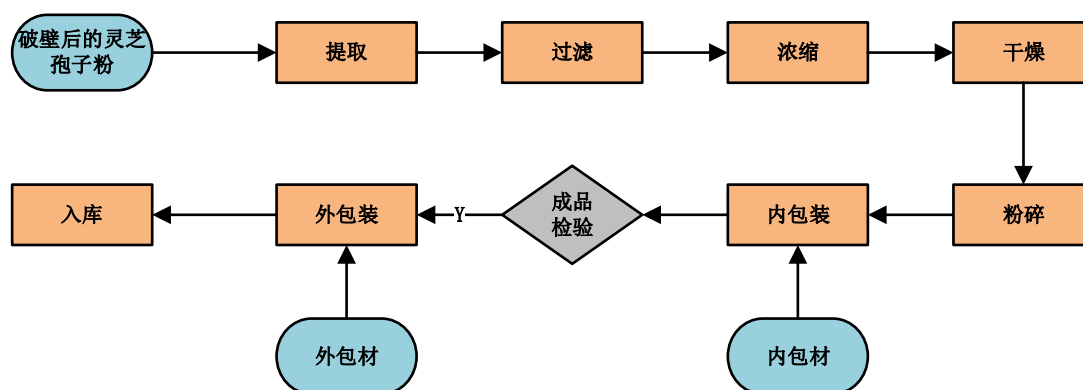 破壁后的灵芝
孢子粉
提取
过滤
浓缩
干燥
入库
外包装
Y
成品
检验
内包装
粉碎
外包材
内包材